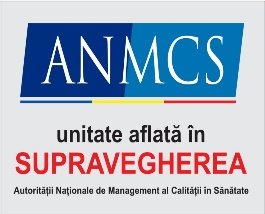 ANMCS
unitate aflată în
SUPRAVEGHEREA
Autorității Naționale de Management al Calității în Sănătate